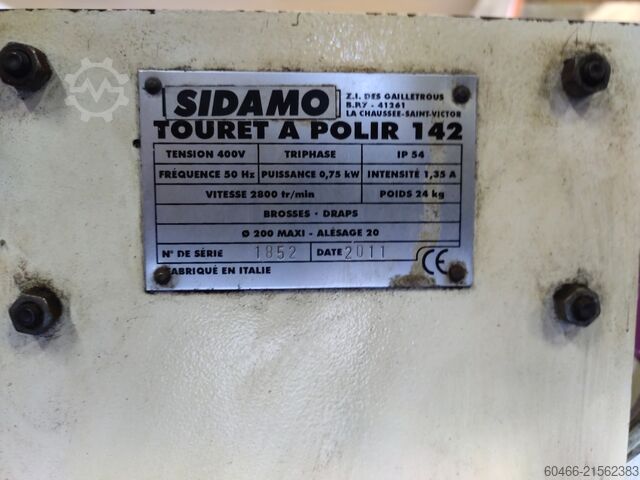 SIDAMO
Z.I. DES GAILLETROUS
B.P.7 - 41261
LA CHAUSSEE-SAINT-VICTOR
TOURET A POLIR 142
TENSION 400V TRIPHASE IP 54
FRÉQUENCE 50 Hz PUISSANCE 0,75 kW INTENSITÉ 1,35 A
VITESSE 2800 tr/min POIDS 24 kg
BROSSES - DRAPS
Ø 200 MAXI - ALÉSAGE 20
N° DE SÉRIE 1852 DATE 2011
FABRIQUÉ EN ITALIE CE
60466-21562383